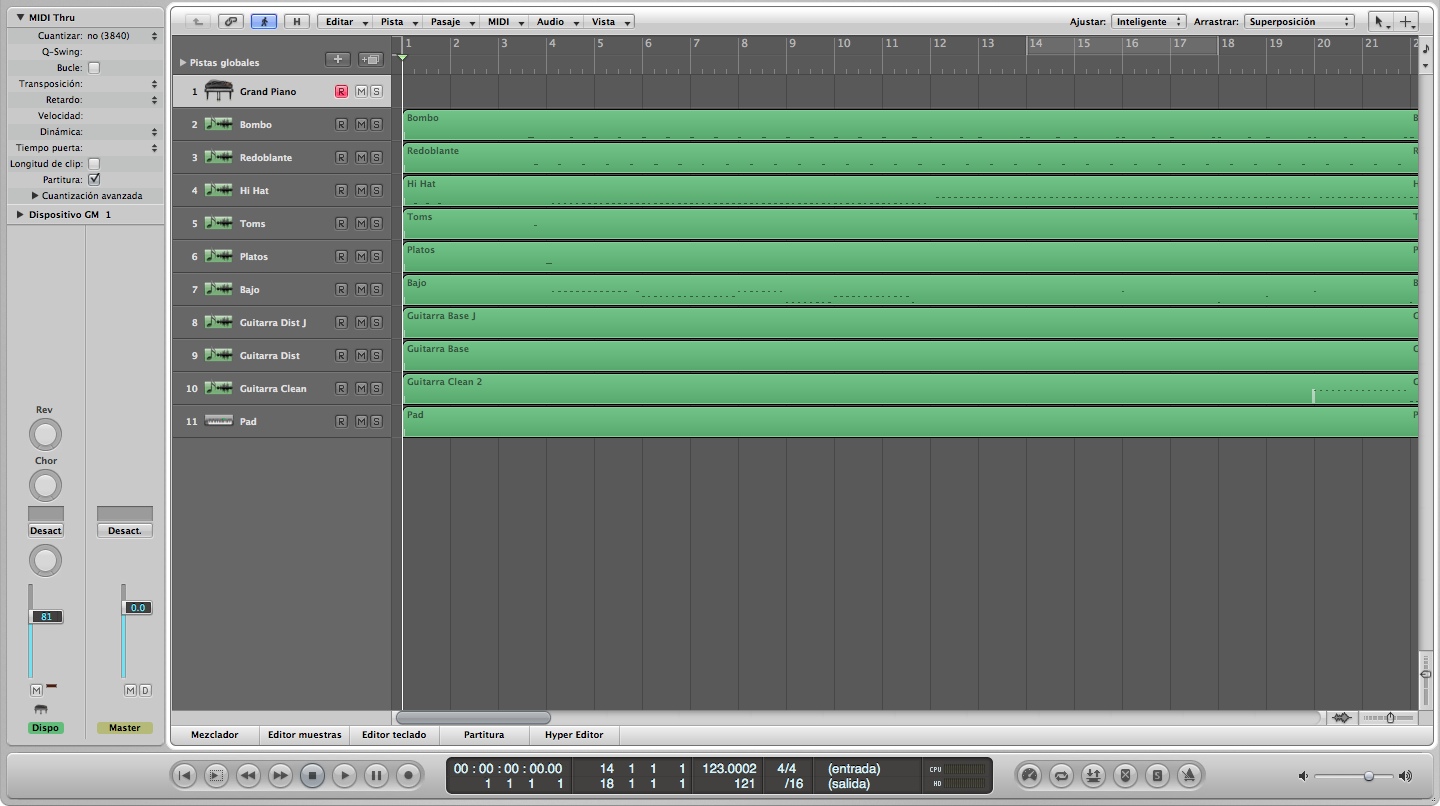 MIDI Thru
Cuantizar: no (3840)
Q-Swing:
Bucle:
Transposición:
Retardo:
Velocidad:
Dinámica:
Tiempo puerta:
Longitud de clip:
Partitura:
Cuantización avanzada
Dispositivo GM 1
Rev
Chor
Desact Desact.
81 0.0
M M D
Dispo Master
H Editar Pista Pasaje MIDI Audio Vista Ajustar: Inteligente Arrastrar: Superposición
Pistas globales 1 2 3 4 5 6 7 8 9 10 11 12 13 14 15 16 17 18 19 20 21 2
1 Grand Piano R M S
2 Bombo R M S Bombo B
3 Redoblante R M S Redoblante R
4 Hi Hat R M S Hi Hat H
5 Toms R M S Toms T
6 Platos R M S Platos P
7 Bajo R M S Bajo B
8 Guitarra Dist J R M S Guitarra Base J G
9 Guitarra Dist R M S Guitarra Base G
10 Guitarra Clean R M S Guitarra Clean 2 G
11 Pad R M S Pad P
Mezclador Editor muestras Editor teclado Partitura Hyper Editor
00 : 00 : 00 : 00.00 14 1 1 1 123.0002 4/4 (entrada) CPU
1 1 1 1 18 1 1 1 121 /16 (salida) HD
S